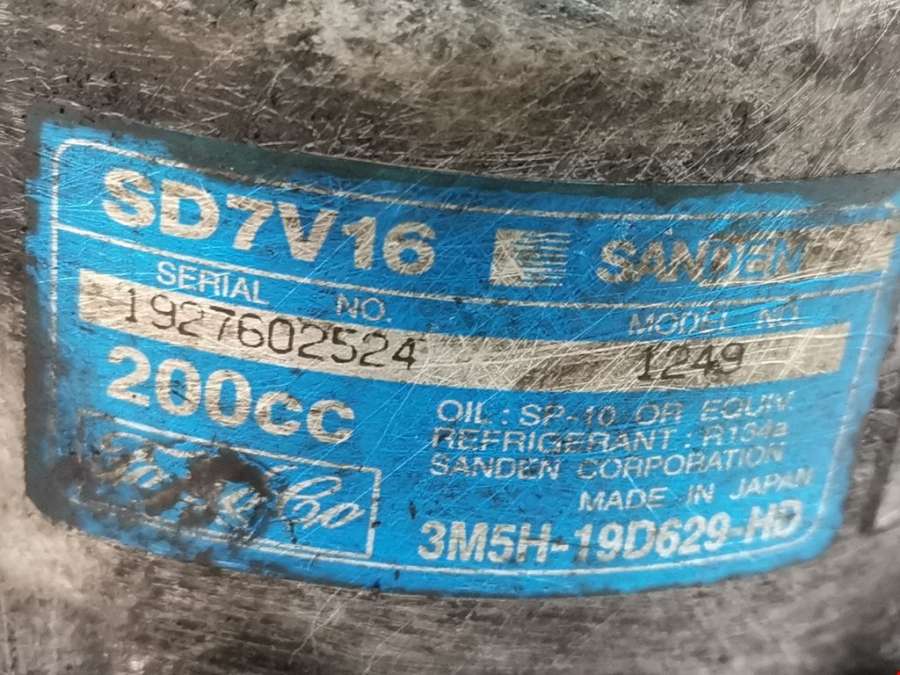 SD7V16 SANDEN
SERIAL NO. MODEL NO.
1927602524 1249
200CC
OIL: SP-10 OR EQUIV.
REFRIGERANT: R134a
SANDEN CORPORATION
MADE IN JAPAN
Co
3M5H-19D629-HD